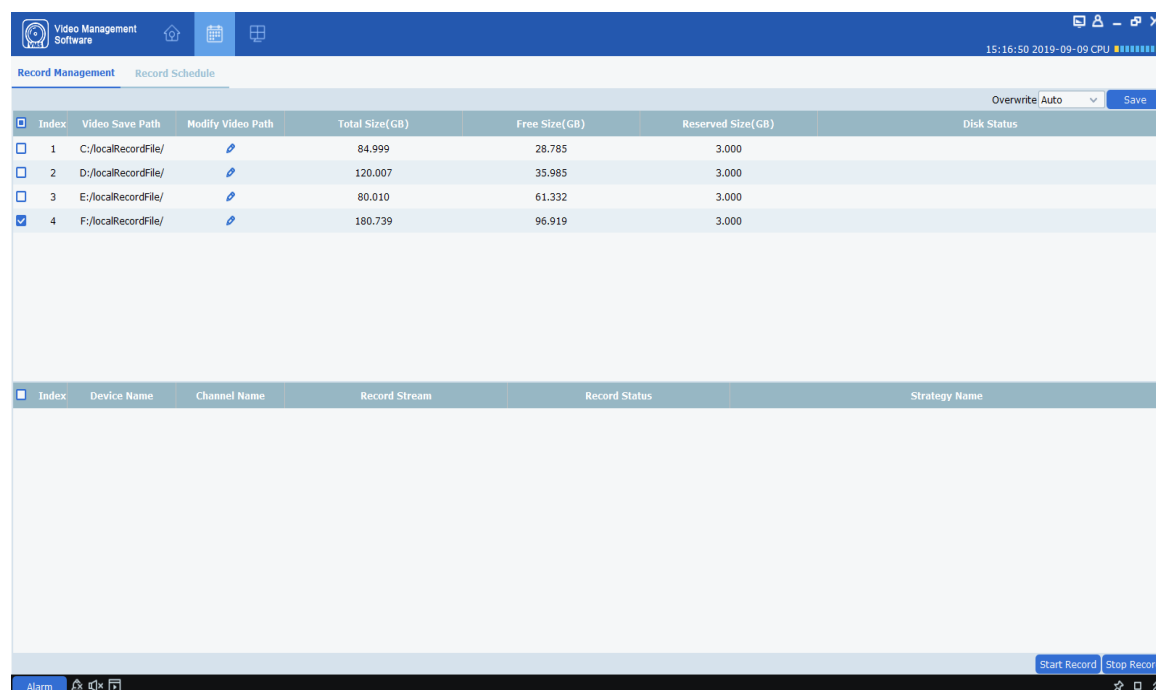 Video Management
Software
15:16:50 2019-09-09 CPU
Record Management Record Schedule
Overwrite Auto Save
Index Video Save Path Modify Video Path Total Size(GB) Free Size(GB) Reserved Size(GB) Disk Status
1 C:/localRecordFile/ 84.999 28.785 3.000
2 D:/localRecordFile/ 120.007 35.985 3.000
3 E:/localRecordFile/ 80.010 61.332 3.000
4 F:/localRecordFile/ 180.739 96.919 3.000
Index Device Name Channel Name Record Stream Record Status Strategy Name
Start Record Stop Recor
Alarm